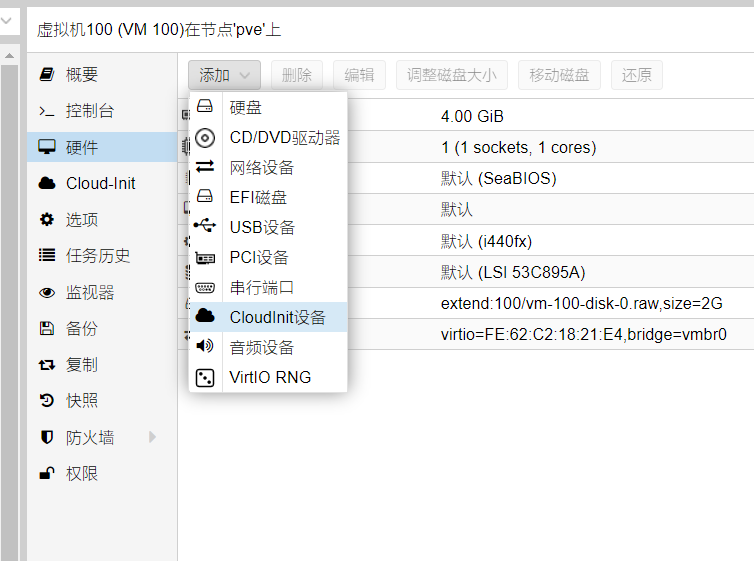 虚拟机100 (VM 100)在节点'pve'上
概要
控制台
硬件
Cloud-Init
选项
任务历史
监视器
备份
复制
快照
防火墙
权限
添加 删除 编辑 调整磁盘大小 移动磁盘 还原
硬盘
CD/DVD驱动器
网络设备
EFI磁盘
USB设备
PCI设备
串行端口
CloudInit设备
音频设备
VirtIO RNG
4.00 GiB
1 (1 sockets, 1 cores)
默认 (SeaBIOS)
默认
默认 (i440fx)
默认 (LSI 53C895A)
extend:100/vm-100-disk-0.raw,size=2G
virtio=FE:62:C2:18:21:E4,bridge=vmbr0